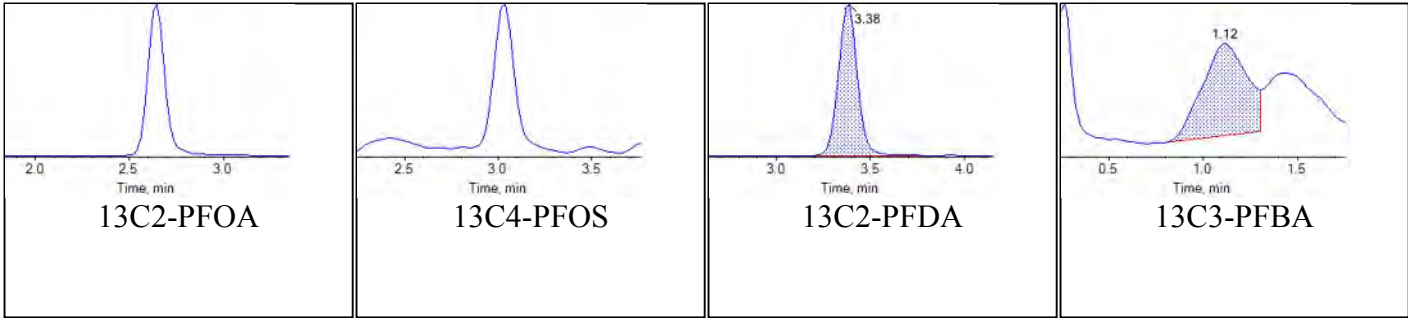 2.0 3.0
Time, min
13C2-PFOA
2.5 3.0 3.5
Time, min
13C4-PFOS
3.38
3.0 3.5 4.0
Time, min
13C2-PFDA
1.12
0.5 1.0 1.5
Time, min
13C3-PFBA